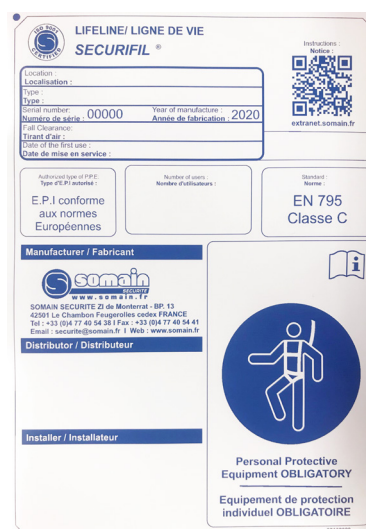 ISO 9001
CERTIFIED
LIFELINE/ LIGNE DE VIE
SECURIFIL ®
Instructions :
Notice :
extranet.somain.fr
Location :
Localisation :
Type :
Type :
Serial number:
Numéro de série : 00000
Year of manufacture :
Année de fabrication : 2020
Fall Clearance:
Tirant d'air :
Date of the first use :
Date de mise en service :
Authorized type of P.P.E.
Type d'E.P.I autorisé :
E.P.I conforme
aux normes
Européennes
Number of users :
Nombre d'utilisateurs :
Standard :
Norme :
EN 795
Classe C
Manufacturer / Fabricant
somain
SECURITE
www.somain.fr
SOMAIN SECURITE ZI de Monterrat - BP. 13
42501 Le Chambon Feugerolles cedex FRANCE
Tel : +33 (0)4 77 40 54 38 I Fax : +33 (0)4 77 40 54 41
Email : securite@somain.fr I Web : www.somain.fr
Distributor / Distributeur
Installer / Installateur
i
Personal Protective
Equipment OBLIGATORY
Equipement de protection
individuel OBLIGATOIRE